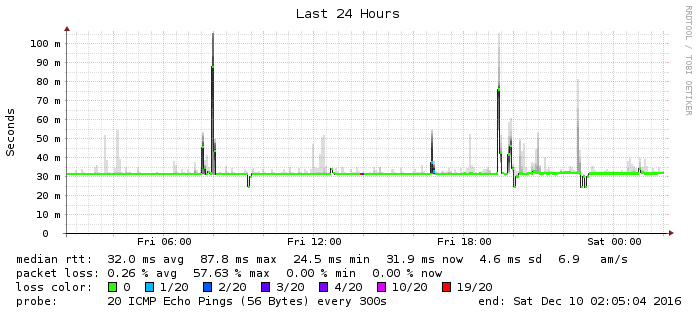 Last 24 Hours
RRDTOOL / TOBI OETIKER
Seconds
100 m
90 m
80 m
70 m
60 m
50 m
40 m
30 m
20 m
10 m
0
Fri 06:00 Fri 12:00 Fri 18:00 Sat 00:00
median rtt: 32.0 ms avg 87.8 ms max 24.5 ms min 31.9 ms now 4.6 ms sd 6.9 am/s
packet loss: 0.26 % avg 57.63 % max 0.00 % min 0.00 % now
loss color: 0 1/20 2/20 3/20 4/20 10/20 19/20
probe: 20 ICMP Echo Pings (56 Bytes) every 300s end: Sat Dec 10 02:05:04 2016